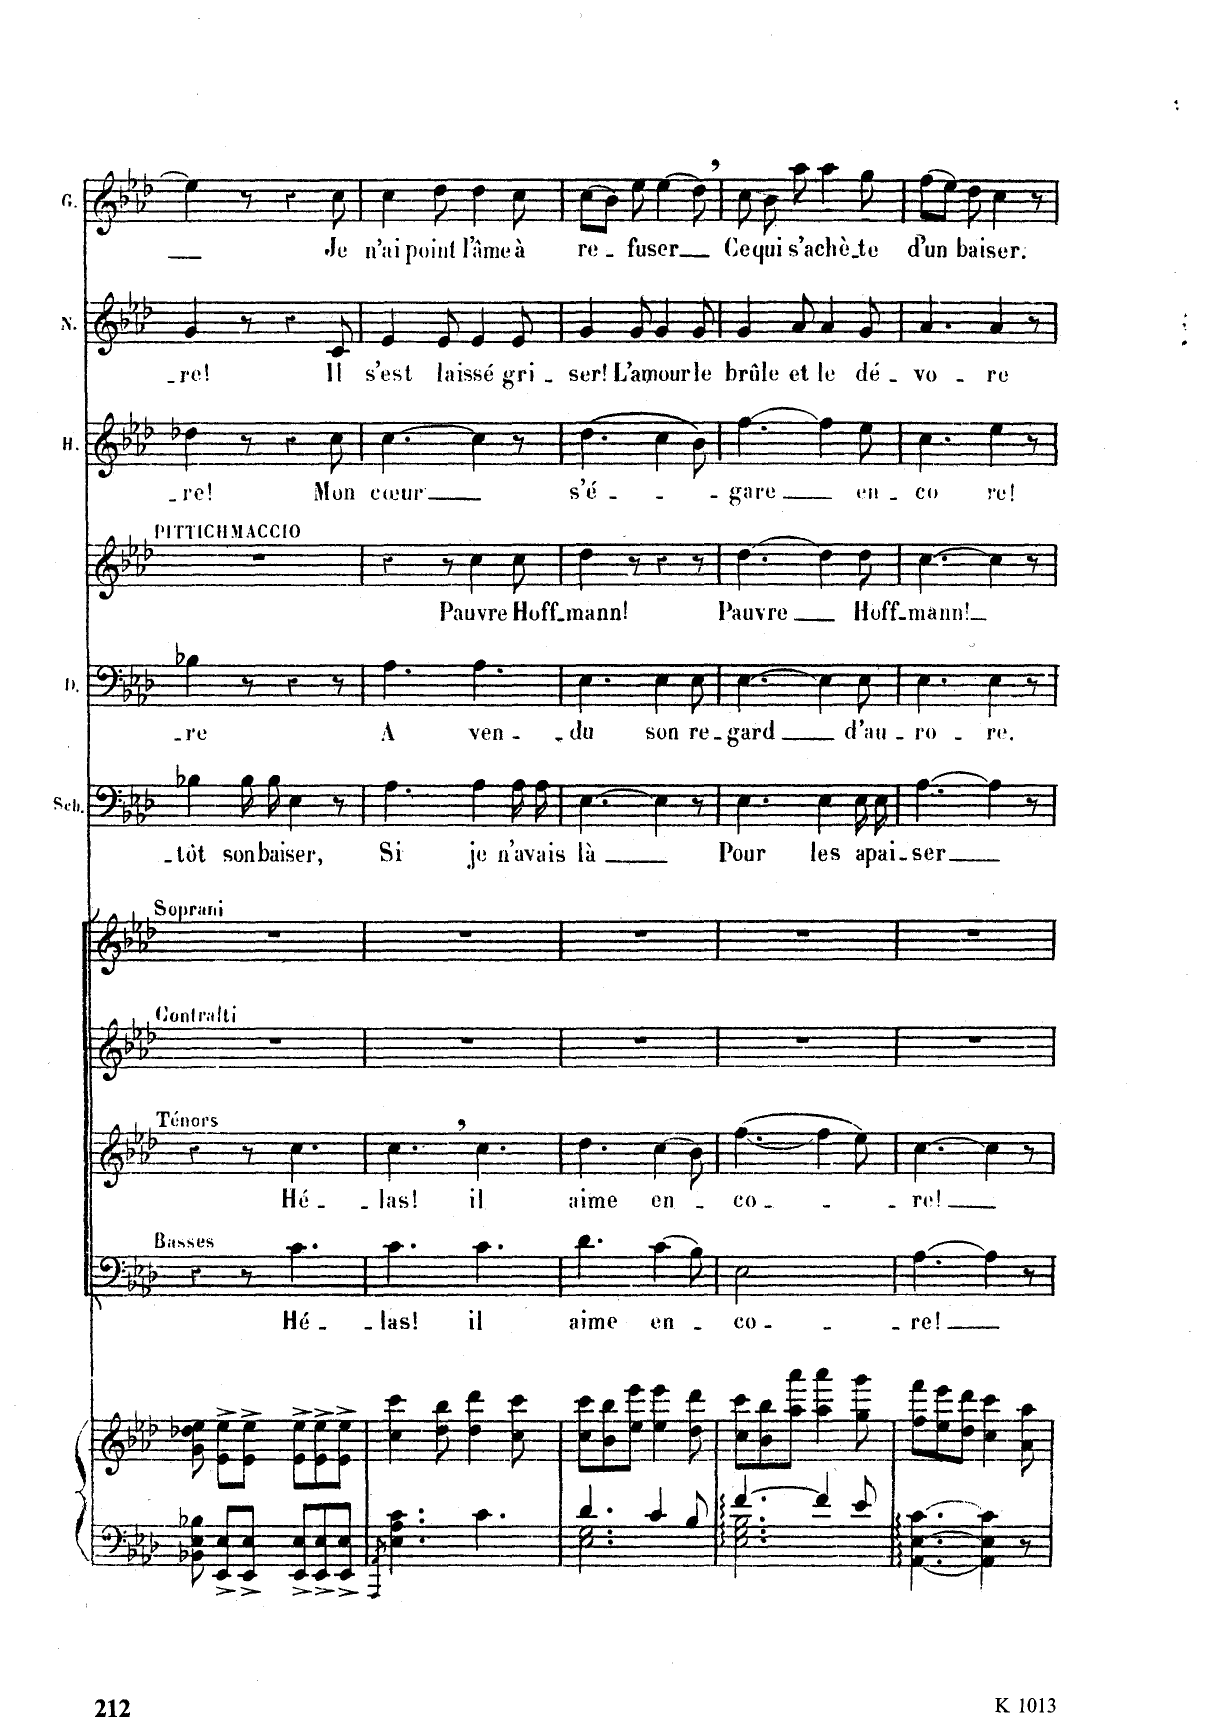 G.
Je n'ai point l'âme à re - fuser Ce qui s'achè - te d'un baiser.
N.
- re! Il s'est laissé gri - ser! L'amour le brûle et le dé - vo - re
H.
- re! Mon cœur s'é - - gare en - co re!
PITTICHMACCIO
Pauvre Hoff - mann! Pauvre Hoff - mann!
D.
- re A ven - - du son re - gard d'au - ro - re.
Sch.
- tôt son baiser, Si je n'avais là Pour les apai - ser
Soprani
Contralti
Ténors
Hé - - las! il aime en - co - - - re!
Basses
Hé - - las! il aime en - co - - - re!
212
K 1013